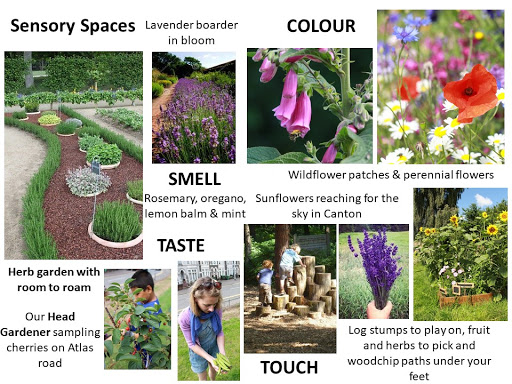 Sensory Spaces
Lavender boarder
in bloom
COLOUR
Wildflower patches & perennial flowers
SMELL
Rosemary, oregano,
lemon balm & mint
Sunflowers reaching for the
sky in Canton
TASTE
Herb garden with
room to roam
Our Head
Gardener sampling
cherries on Atlas
road
TOUCH
Log stumps to play on, fruit
and herbs to pick and
woodchip paths under your
feet